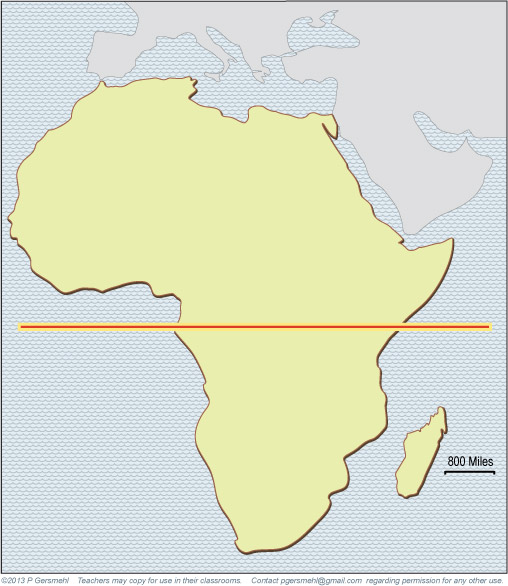 800 Miles
©2013 P Gersmehl Teachers may copy for use in their classrooms. Contact pgersmehl@gmail.com regarding permission for any other use.